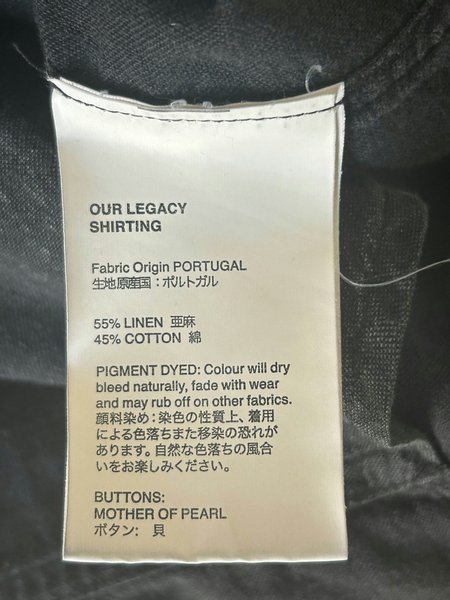 OUR LEGACY
SHIRTING
Fabric Origin PORTUGAL
生地原産国：ポルトガル
55% LINEN 亜麻
45% COTTON 綿
PIGMENT DYED: Colour will dry
bleed naturally, fade with wear
and may rub off on other fabrics.
顔料染め：染色の性質上、着用
による色落ちまた移染の恐れが
あります。自然な色落ちの風合
いをお楽しみください。
BUTTONS:
MOTHER OF PEARL
ボタン: 貝